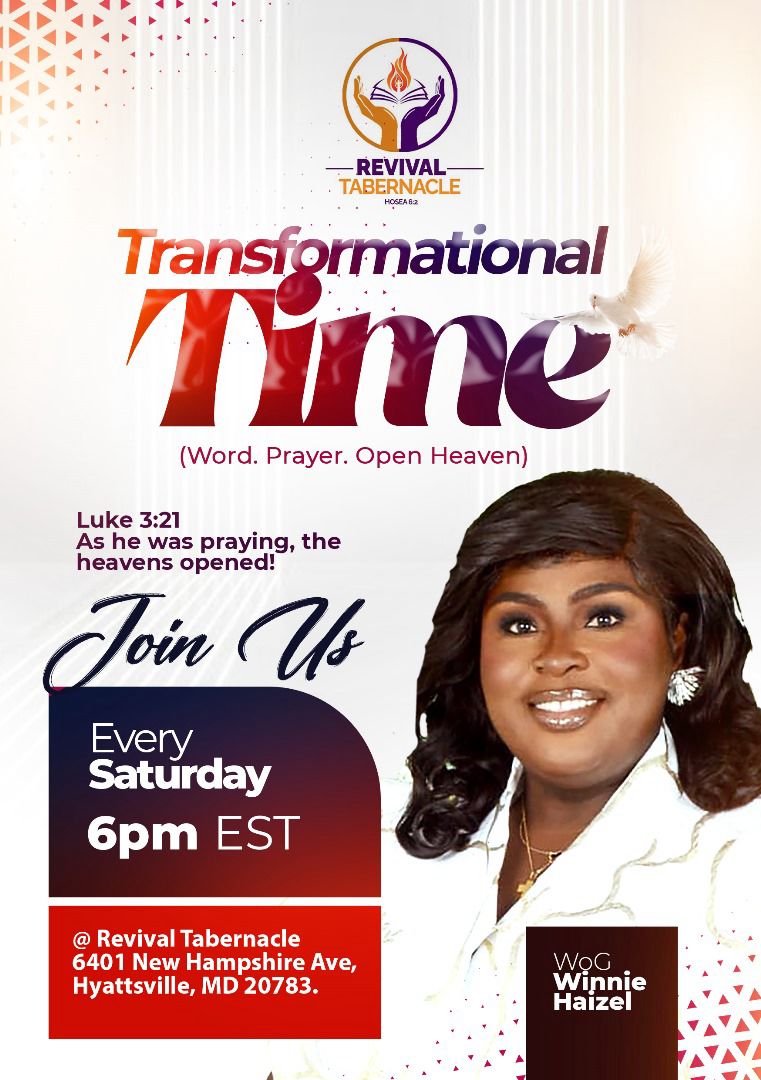 REVIVAL
TABERNACLE
HOSEA 6:2
Transformational
Time
(Word. Prayer. Open Heaven)
Luke 3:21
As he was praying, the
heavens opened!
Join Us
Every
Saturday
6pm EST
@ Revival Tabernacle
6401 New Hampshire Ave,
Hyattsville, MD 20783.
WoG
Winnie
Haizel